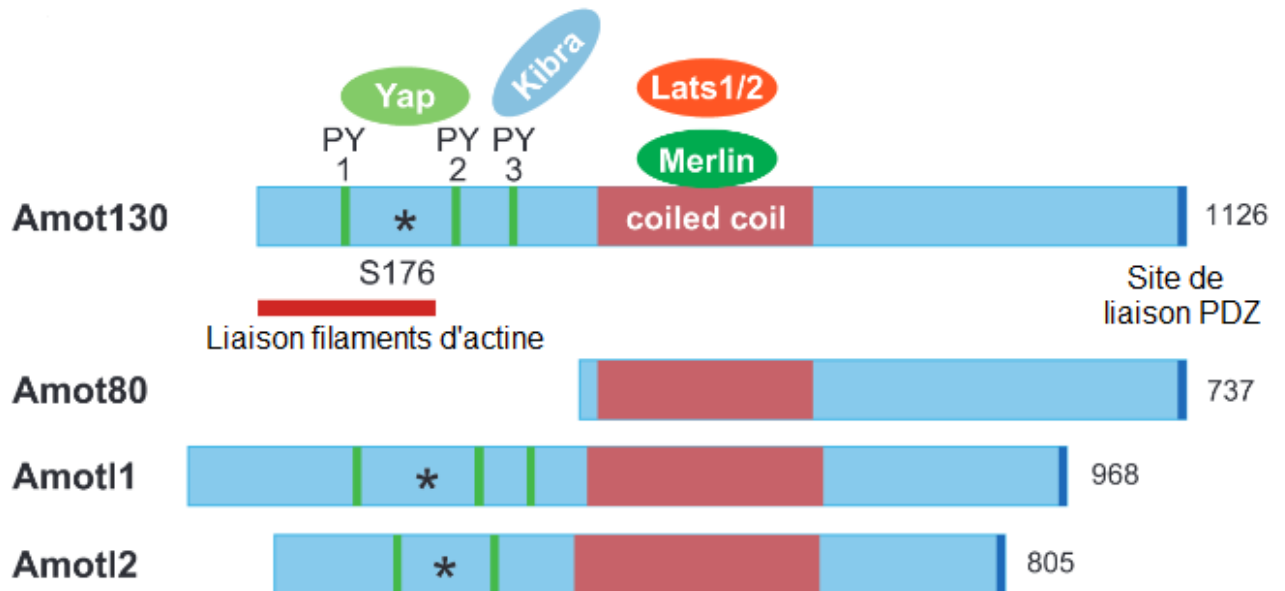 Kibra
Yap
Lats1/2
PY PY PY
1 2 3
Merlin
Amot130
*
coiled coil
1126
S176
Site de
liaison PDZ
Liaison filaments d'actine
Amot80
737
Amotl1
*
968
Amotl2
*
805